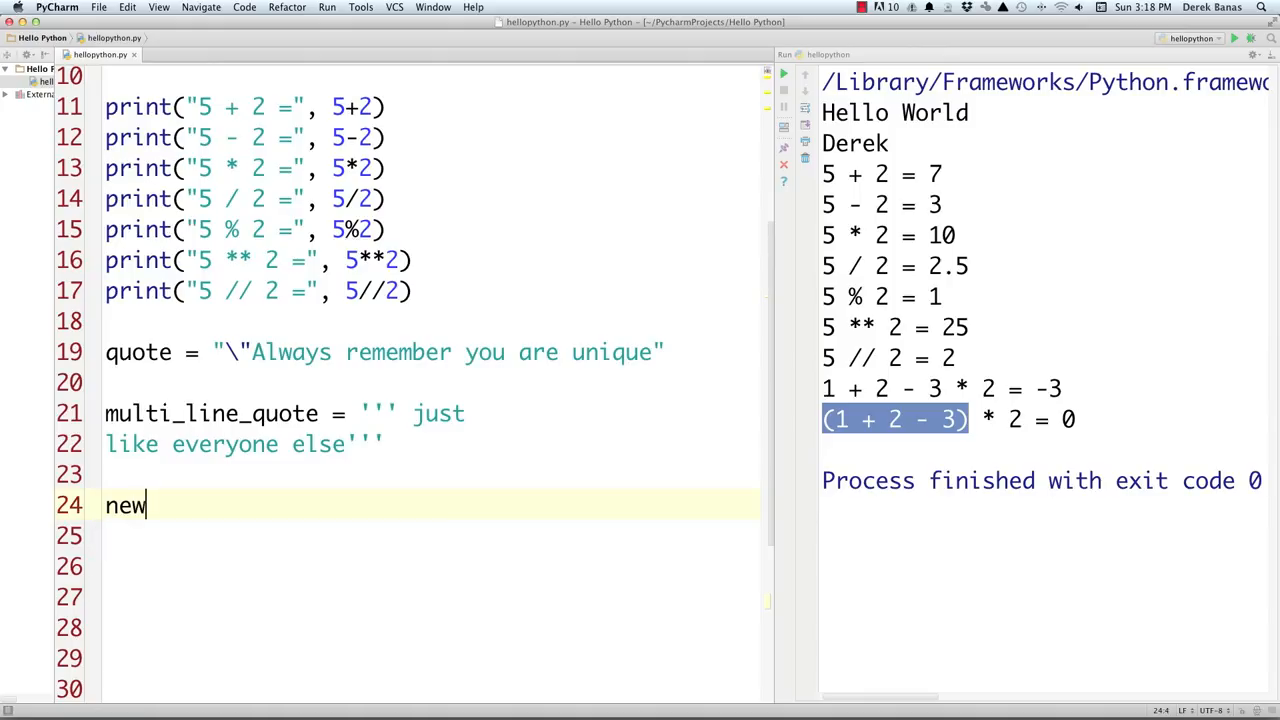 PyCharm File Edit View Navigate Code Refactor Run Tools VCS Window Help 10 Sun 3:18 PM Derek Banas
hellopython.py - Hello Python - [~/PycharmProjects/Hello Python]
Hello Python hellopython.py hellopython
hellopython.py
Run hellopython
Hello P
hell
Externa
10
11 print("5 + 2 =", 5+2)
12 print("5 - 2 =", 5-2)
13 print("5 * 2 =", 5*2)
14 print("5 / 2 =", 5/2)
15 print("5 % 2 =", 5%2)
16 print("5 ** 2 =", 5**2)
17 print("5 // 2 =", 5//2)
18
19 quote = "\"Always remember you are unique"
20
21 multi_line_quote = ''' just
22 like everyone else'''
23
24 new
25
26
27
28
29
30
/Library/Frameworks/Python.framewo
Hello World
Derek
5 + 2 = 7
5 - 2 = 3
5 * 2 = 10
5 / 2 = 2.5
5 % 2 = 1
5 ** 2 = 25
5 // 2 = 2
1 + 2 - 3 * 2 = -3
(1 + 2 - 3) * 2 = 0
Process finished with exit code 0
24:4 LF UTF-8